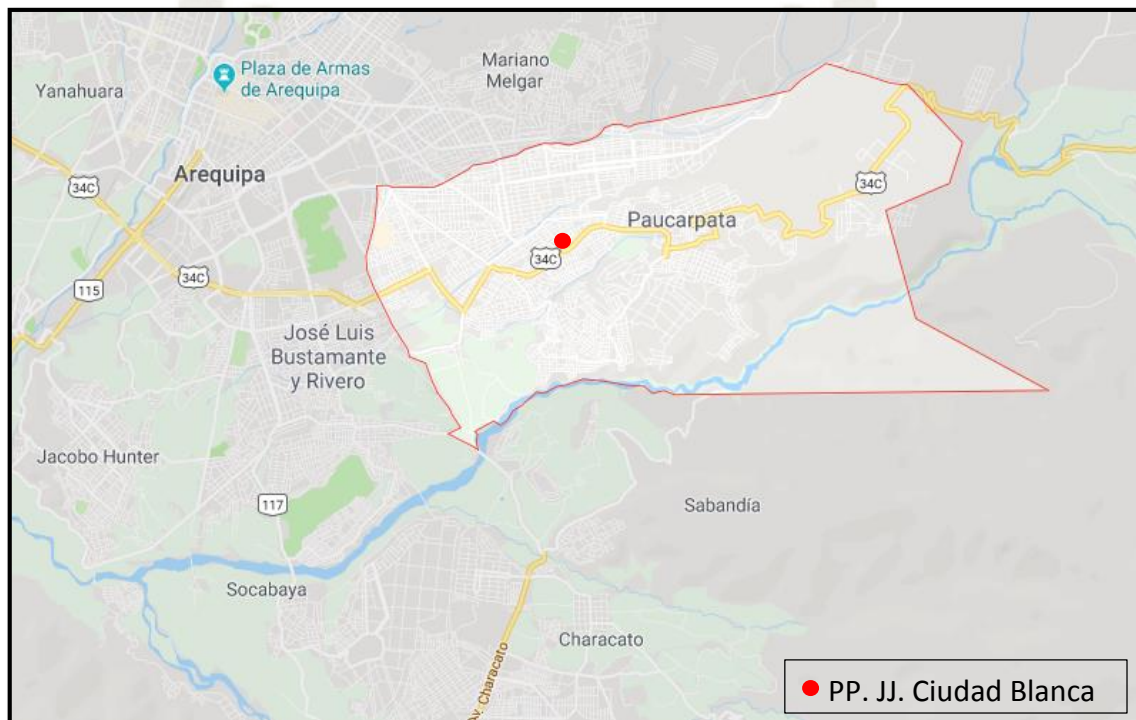 Mariano
Melgar
Plaza de Armas
de Arequipa
Yanahuara
Arequipa
34C
34C
Paucarpata
34C
34C
115
José Luis
Bustamante
y Rivero
Jacobo Hunter
117
Sabandía
Socabaya
Characato
Av. Characato
PP. JJ. Ciudad Blanca